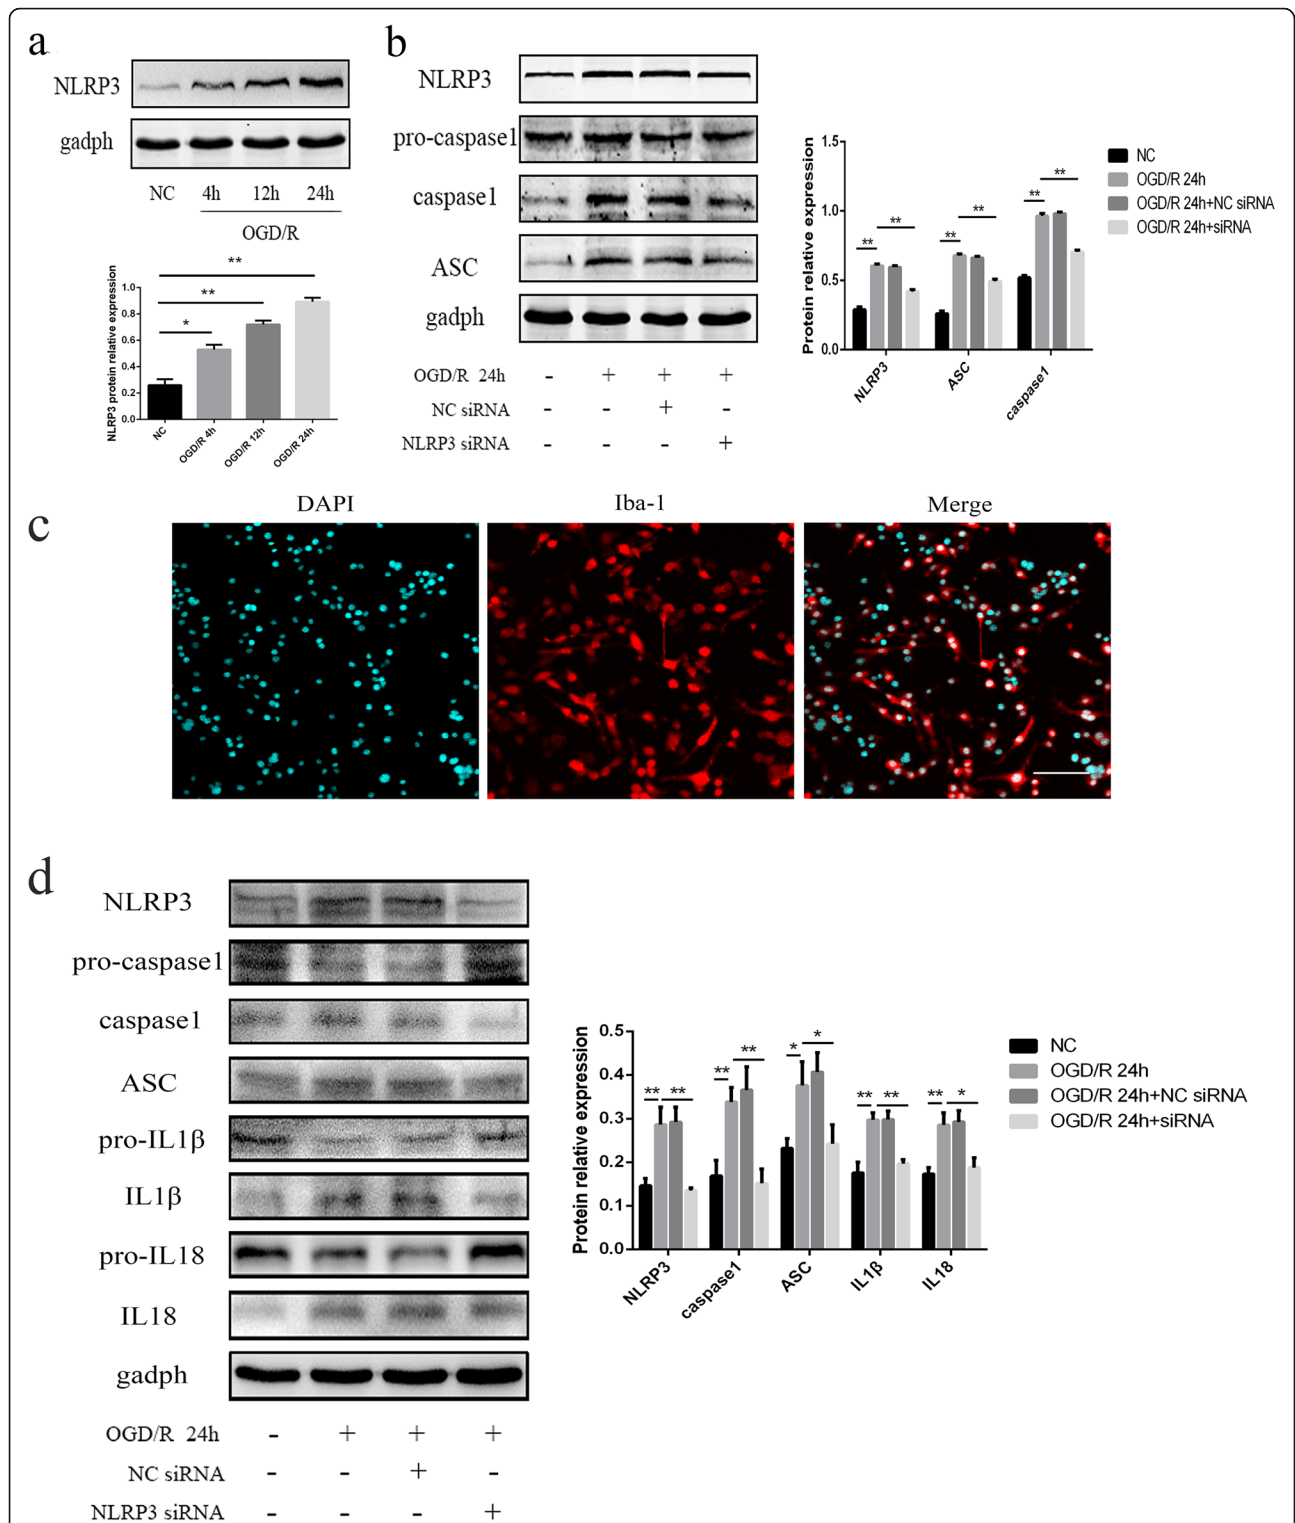 a
NLRP3
gadph
NC 4h 12h 24h
OGD/R
NLRP3 protein relative expression
1.0
0.8
0.6
0.4
0.2
0.0
*
**
**
NC
OGD/R 4h
OGD/R 12h
OGD/R 24h
b
NLRP3
pro-caspase1
caspase1
ASC
gadph
OGD/R 24h - + + +
NC siRNA - - + -
NLRP3 siRNA - - - +
Protein relative expression
1.5
1.0
0.5
0.0
** **
** **
** **
NLRP3
ASC
caspase1
NC
OGD/R 24h
OGD/R 24h+NC siRNA
OGD/R 24h+siRNA
c
DAPI Iba-1 Merge
d
NLRP3
pro-caspase1
caspase1
ASC
pro-IL1β
IL1β
pro-IL18
IL18
gadph
OGD/R 24h - + + +
NC siRNA - - + -
NLRP3 siRNA - - - +
Protein relative expression
0.5
0.4
0.3
0.2
0.1
0.0
** **
** **
* *
** **
** *
NLRP3
caspase1
ASC
IL1β
IL18
NC
OGD/R 24h
OGD/R 24h+NC siRNA
OGD/R 24h+siRNA